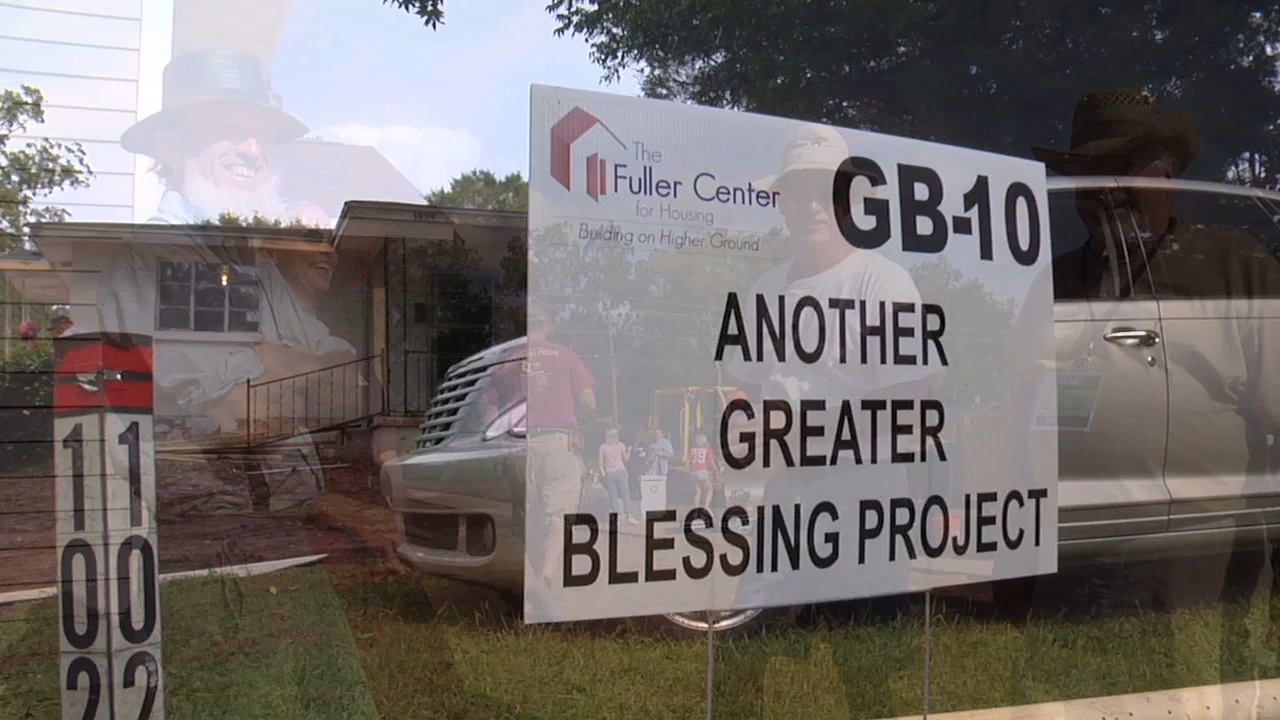 The
Fuller Center
for Housing
Building on Higher Ground
GB-10
ANOTHER
GREATER
BLESSING PROJECT
1 1
0 0
2 2